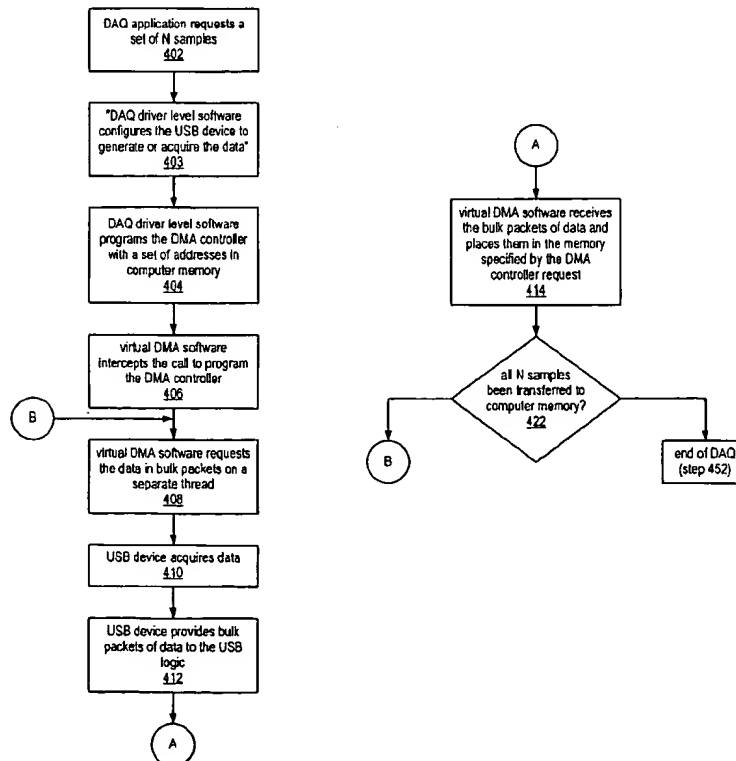 DAQ application requests a
set of N samples
402
"DAQ driver level software
configures the USB device to
generate or acquire the data"
403
DAQ driver level software
programs the DMA controller
with a set of addresses in
computer memory
404
virtual DMA software
intercepts the call to program
the DMA controller
406
B
virtual DMA software requests
the data in bulk packets on a
separate thread
408
USB device acquires data
410
USB device provides bulk
packets of data to the USB
logic
412
A
A
virtual DMA software receives
the bulk packets of data and
places them in the memory
specified by the DMA
controller request
414
all N samples
been transferred to
computer memory?
422
B
end of DAQ
(step 452)